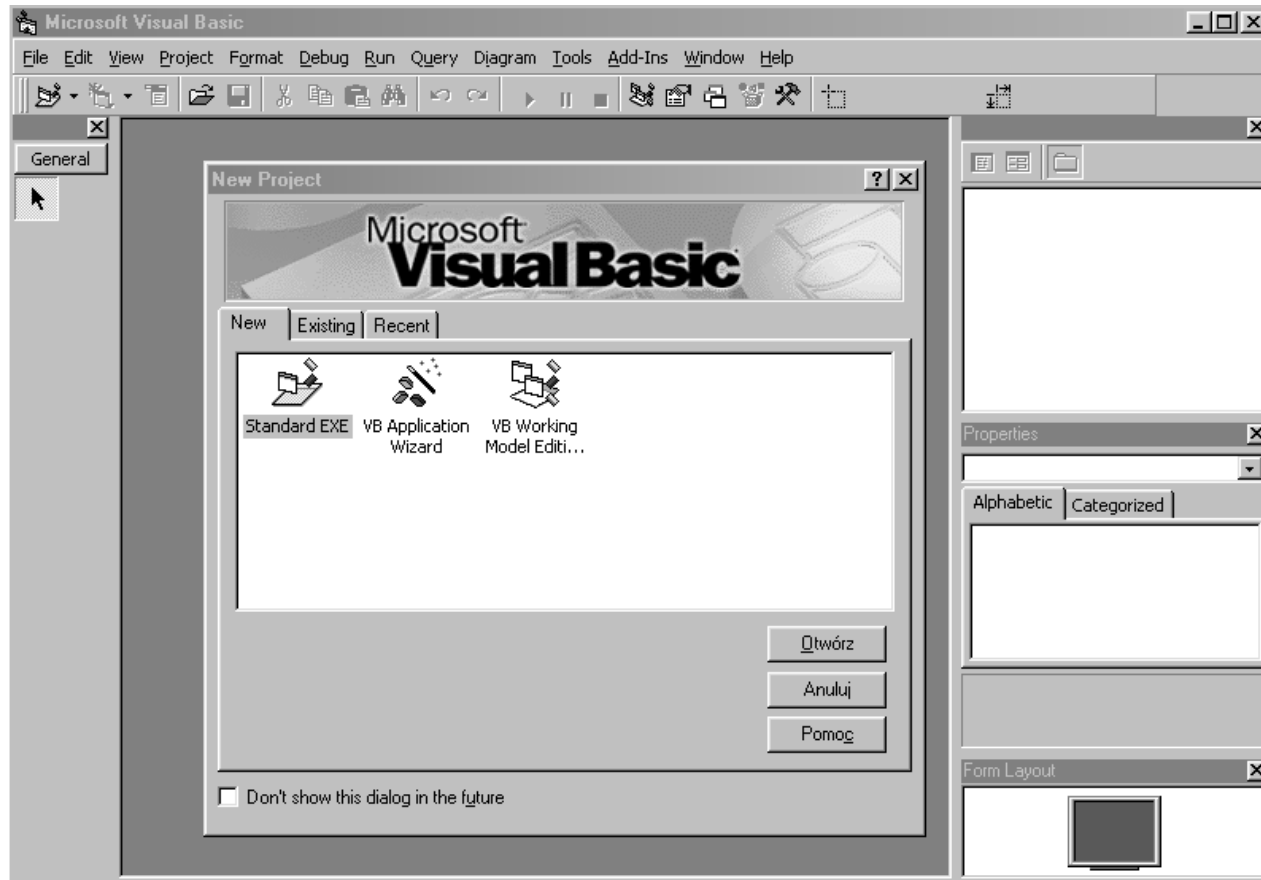 Microsoft Visual Basic
File Edit View Project Format Debug Run Query Diagram Tools Add-Ins Window Help
General
New Project
Microsoft
Visual Basic
New Existing Recent
Standard EXE VB Application Wizard VB Working Model Editi...
Otwórz
Anuluj
Pomoc
Don't show this dialog in the future
Properties
Alphabetic Categorized
Form Layout